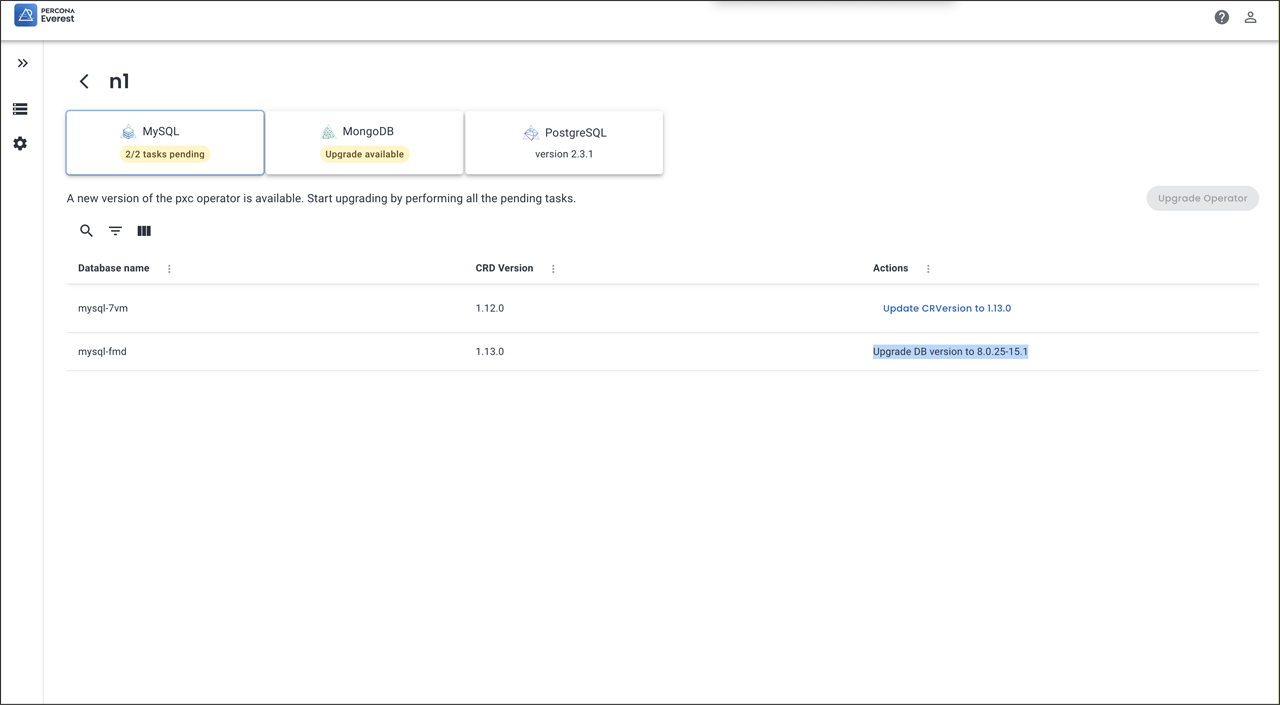 PERCONA
Everest
n1
MySQL
2/2 tasks pending
MongoDB
Upgrade available
PostgreSQL
version 2.3.1
A new version of the pxc operator is available. Start upgrading by performing all the pending tasks.
Upgrade Operator
Database name CRD Version Actions
mysql-7vm 1.12.0 Update CRVersion to 1.13.0
mysql-fmd 1.13.0 Upgrade DB version to 8.0.25-15.1